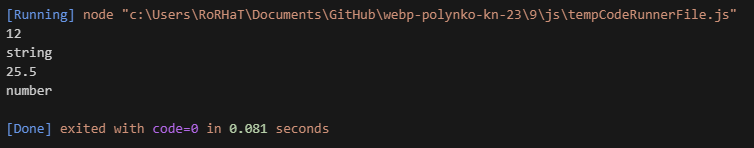 [Running] node "c:\Users\RoRHaT\Documents\GitHub\webp-polynko-kn-23\9\js\tempCodeRunnerFile.js"
12
string
25.5
number
[Done] exited with code=0 in 0.081 seconds